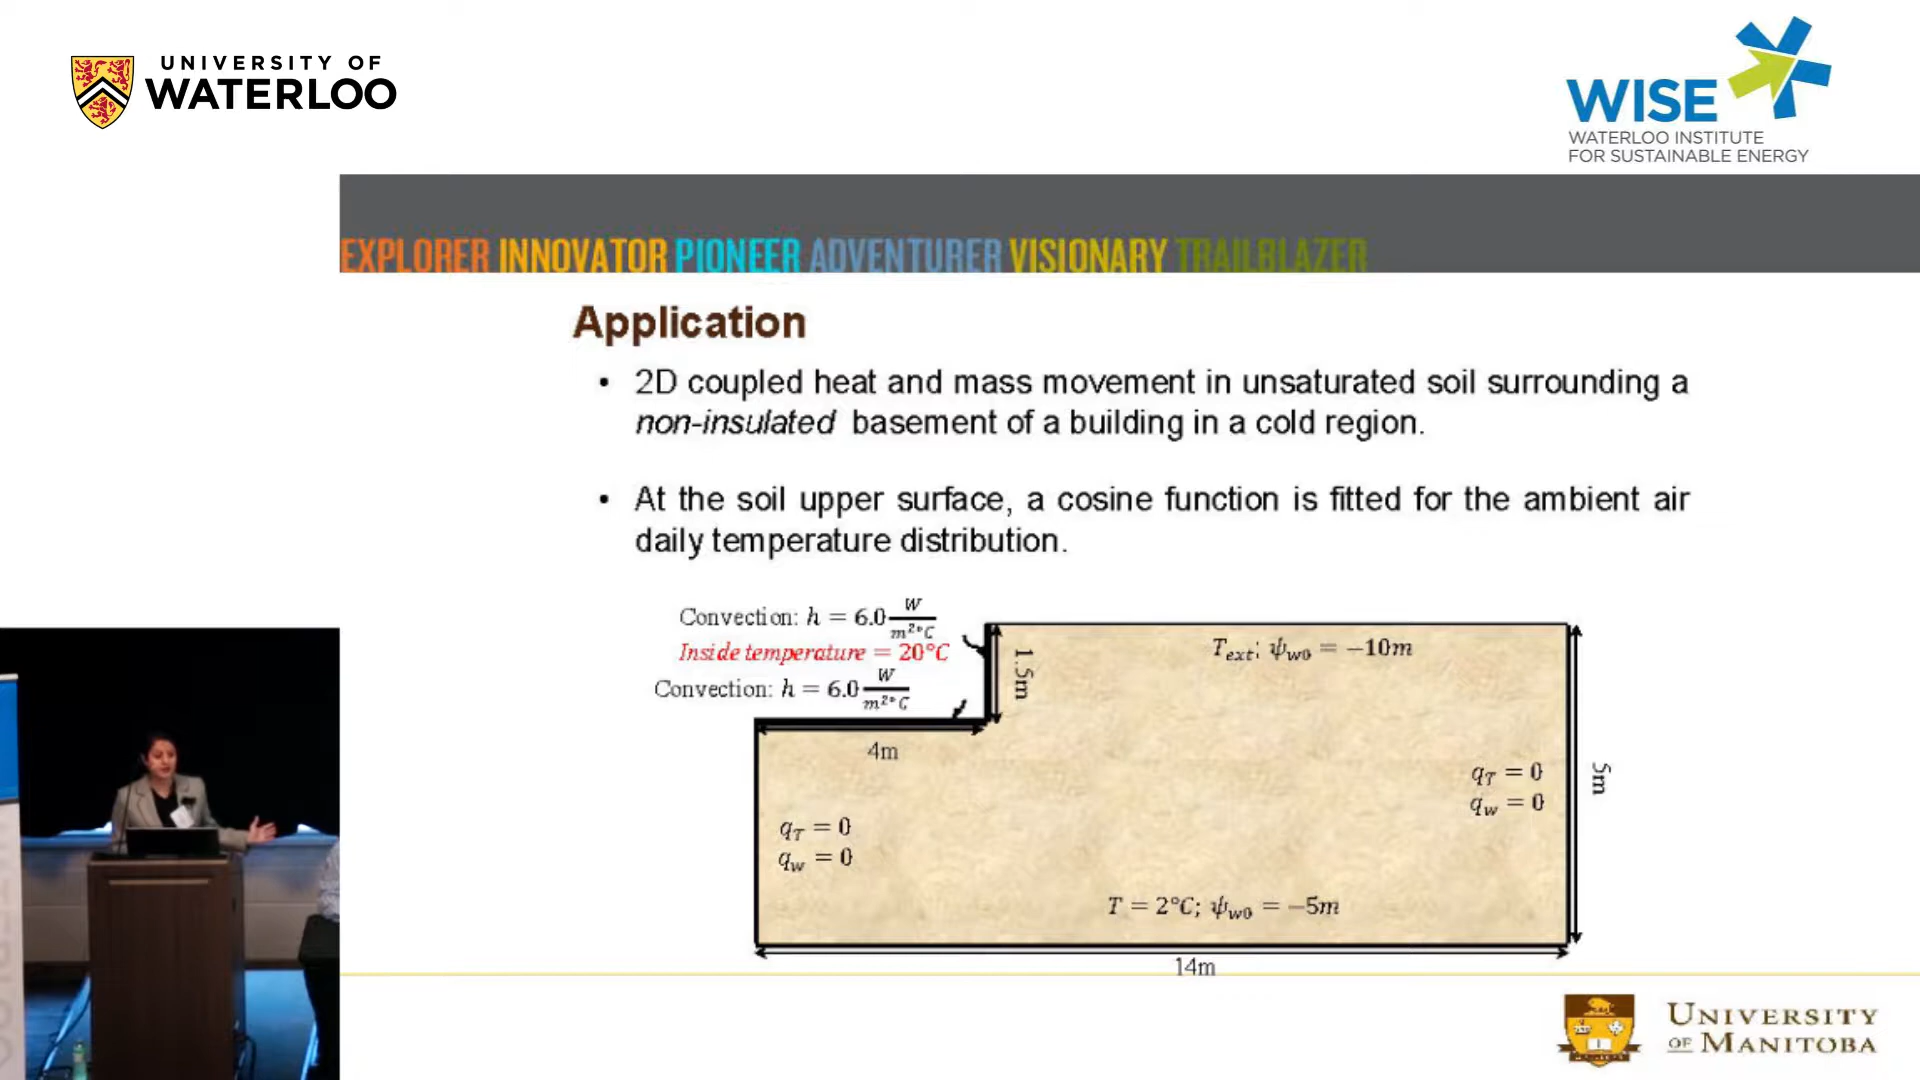 UNIVERSITY OF
WATERLOO
WISE
WATERLOO INSTITUTE
FOR SUSTAINABLE ENERGY
EXPLORER INNOVATOR PIONEER ADVENTURER VISIONARY TRAILBLAZER
Application
• 2D coupled heat and mass movement in unsaturated soil surrounding a
non-insulated basement of a building in a cold region.
• At the soil upper surface, a cosine function is fitted for the ambient air
daily temperature distribution.
Convection: h = 6.0 W/m²°C
Inside temperature = 20°C
Convection: h = 6.0 W/m²°C
1.5m
T_ext; ψ_w0 = −10m
4m
q_T = 0
q_w = 0
5m
q_T = 0
q_w = 0
T = 2°C; ψ_w0 = −5m
14m
UNIVERSITY
OF MANITOBA